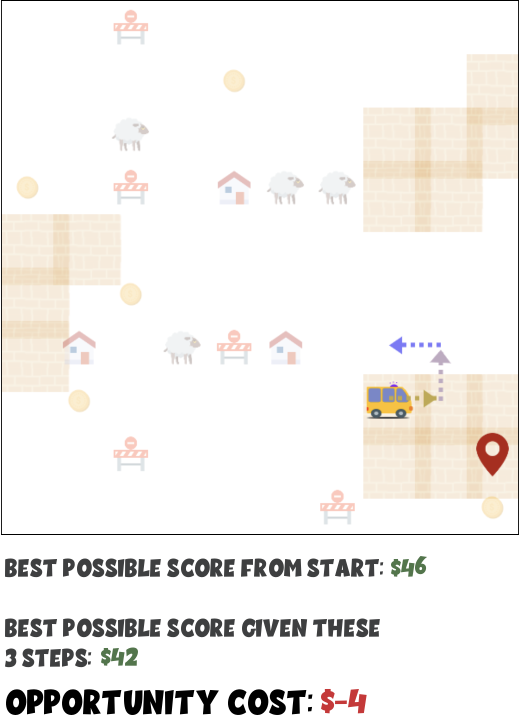 BEST POSSIBLE SCORE FROM START: $46
BEST POSSIBLE SCORE GIVEN THESE
3 STEPS: $42
OPPORTUNITY COST: $-4